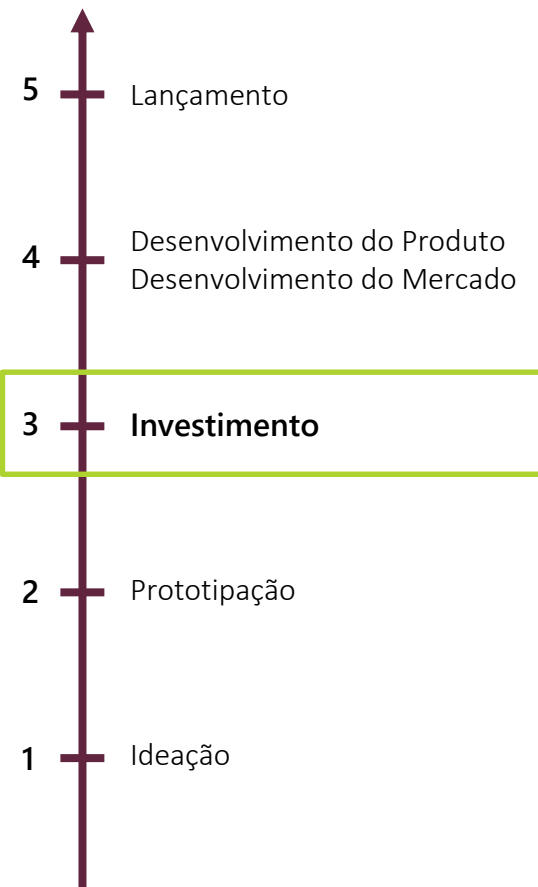 5 Lançamento
4 Desenvolvimento do Produto
Desenvolvimento do Mercado
3 Investimento
2 Prototipação
1 Ideação